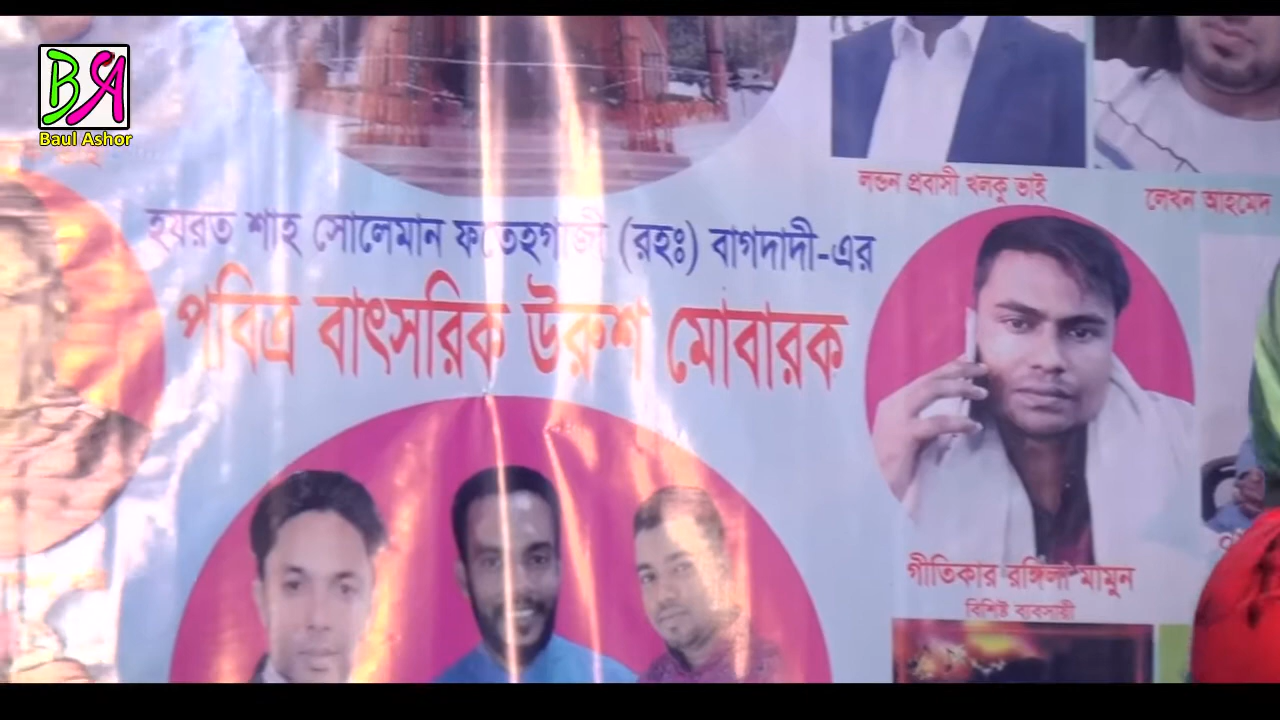 BA
Baul Ashor
লন্ডন প্রবাসী খলকু ভাই
লেখন আহমেদ
হযরত শাহ সোলেমান ফতেহগাজী (রহঃ) বাগদাদী-এর
পবিত্র বাৎসরিক উরুশ মোবারক
গীতিকার রঙ্গিলা মামুন
বিশিষ্ট ব্যবসায়ী